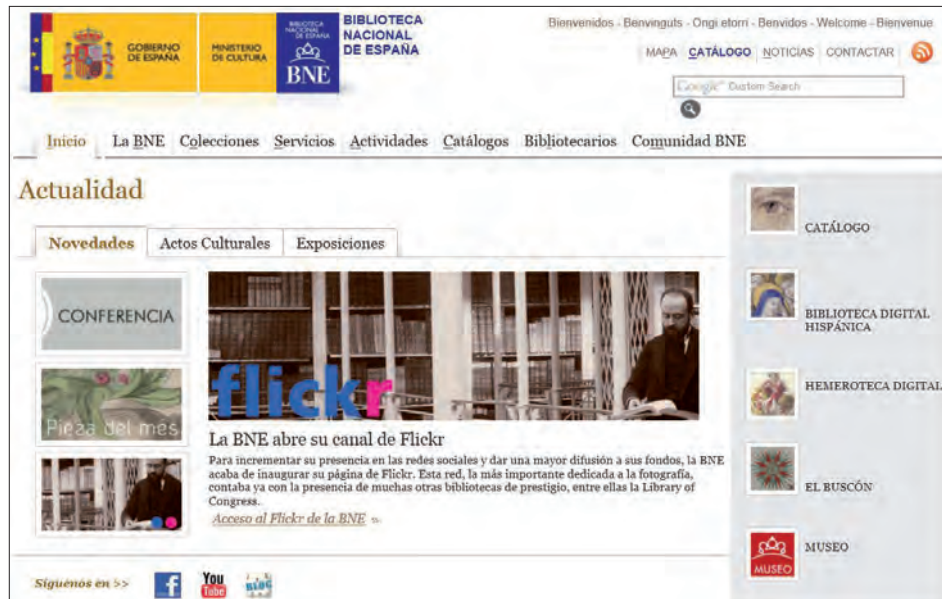 GOBIERNO
DE ESPAÑA
MINISTERIO
DE CULTURA
BIBLIOTECA
NACIONAL
DE ESPAÑA
BNE
BIBLIOTECA
NACIONAL
DE ESPAÑA
Bienvenidos - Benvinguts - Ongi etorri - Benvidos - Welcome - Bienvenue
MAPA CATÁLOGO NOTICIAS CONTACTAR
Google™ Custom Search
Inicio La BNE Colecciones Servicios Actividades Catálogos Bibliotecarios Comunidad BNE
Actualidad
Novedades Actos Culturales Exposiciones
CONFERENCIA
Pieza del mes
flickr
La BNE abre su canal de Flickr
Para incrementar su presencia en las redes sociales y dar una mayor difusión a sus fondos, la BNE
acaba de inaugurar su página de Flickr. Esta red, la más importante dedicada a la fotografía,
contaba ya con la presencia de muchas otras bibliotecas de prestigio, entre ellas la Library of
Congress.
Acceso al Flickr de la BNE »
CATÁLOGO
BIBLIOTECA DIGITAL
HISPÁNICA
HEMEROTECA DIGITAL
EL BUSCÓN
MUSEO
MUSEO
Síguenos en >>
f
You
Tube
BLOG